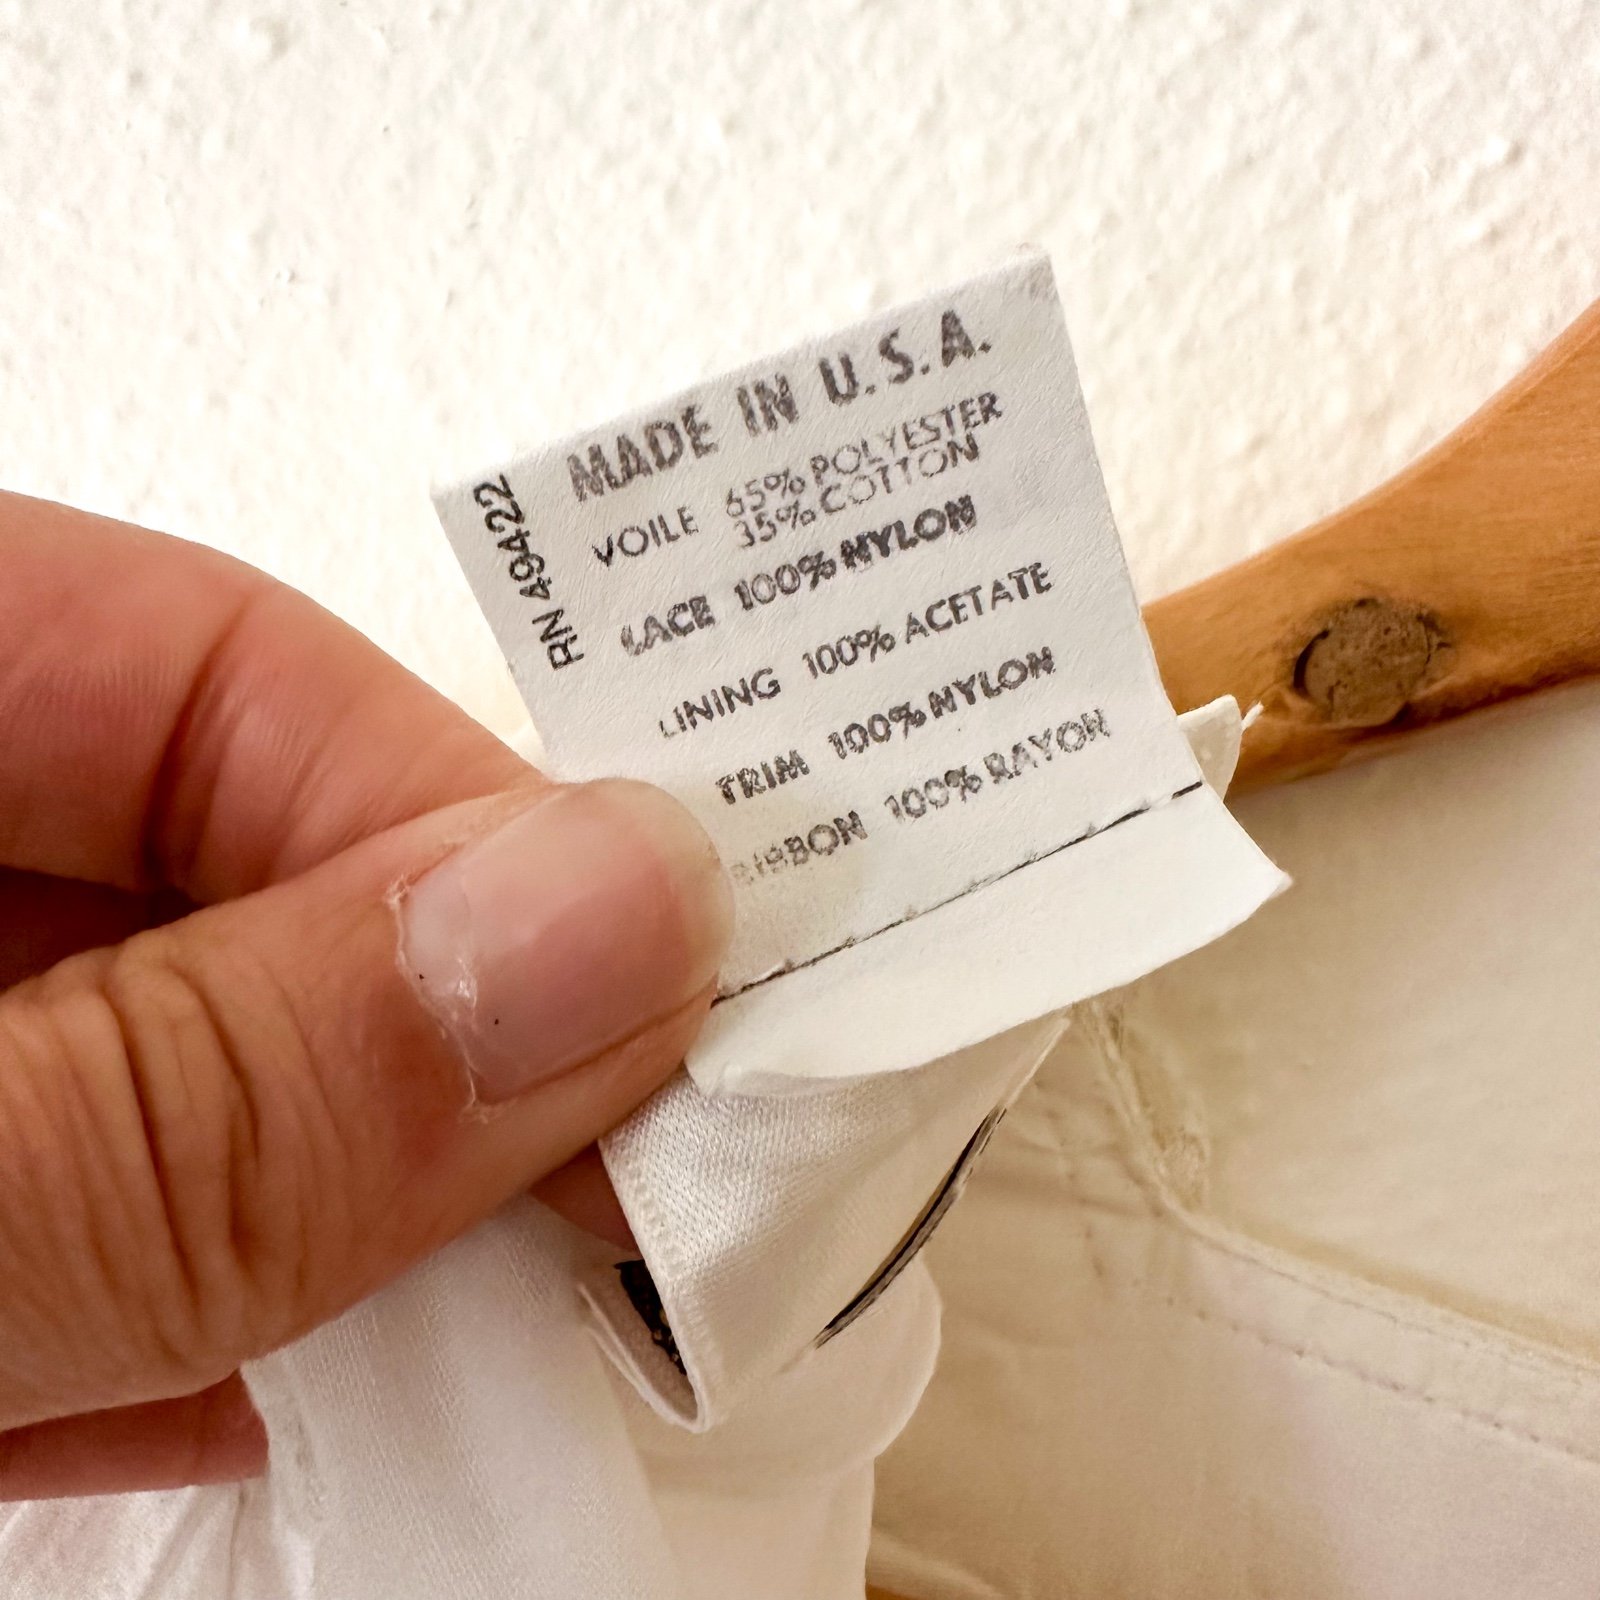 MADE IN U.S.A.
VOILE 65% POLYESTER
35% COTTON
LACE 100% NYLON
LINING 100% ACETATE
TRIM 100% NYLON
RIBBON 100% RAYON
RN 49422